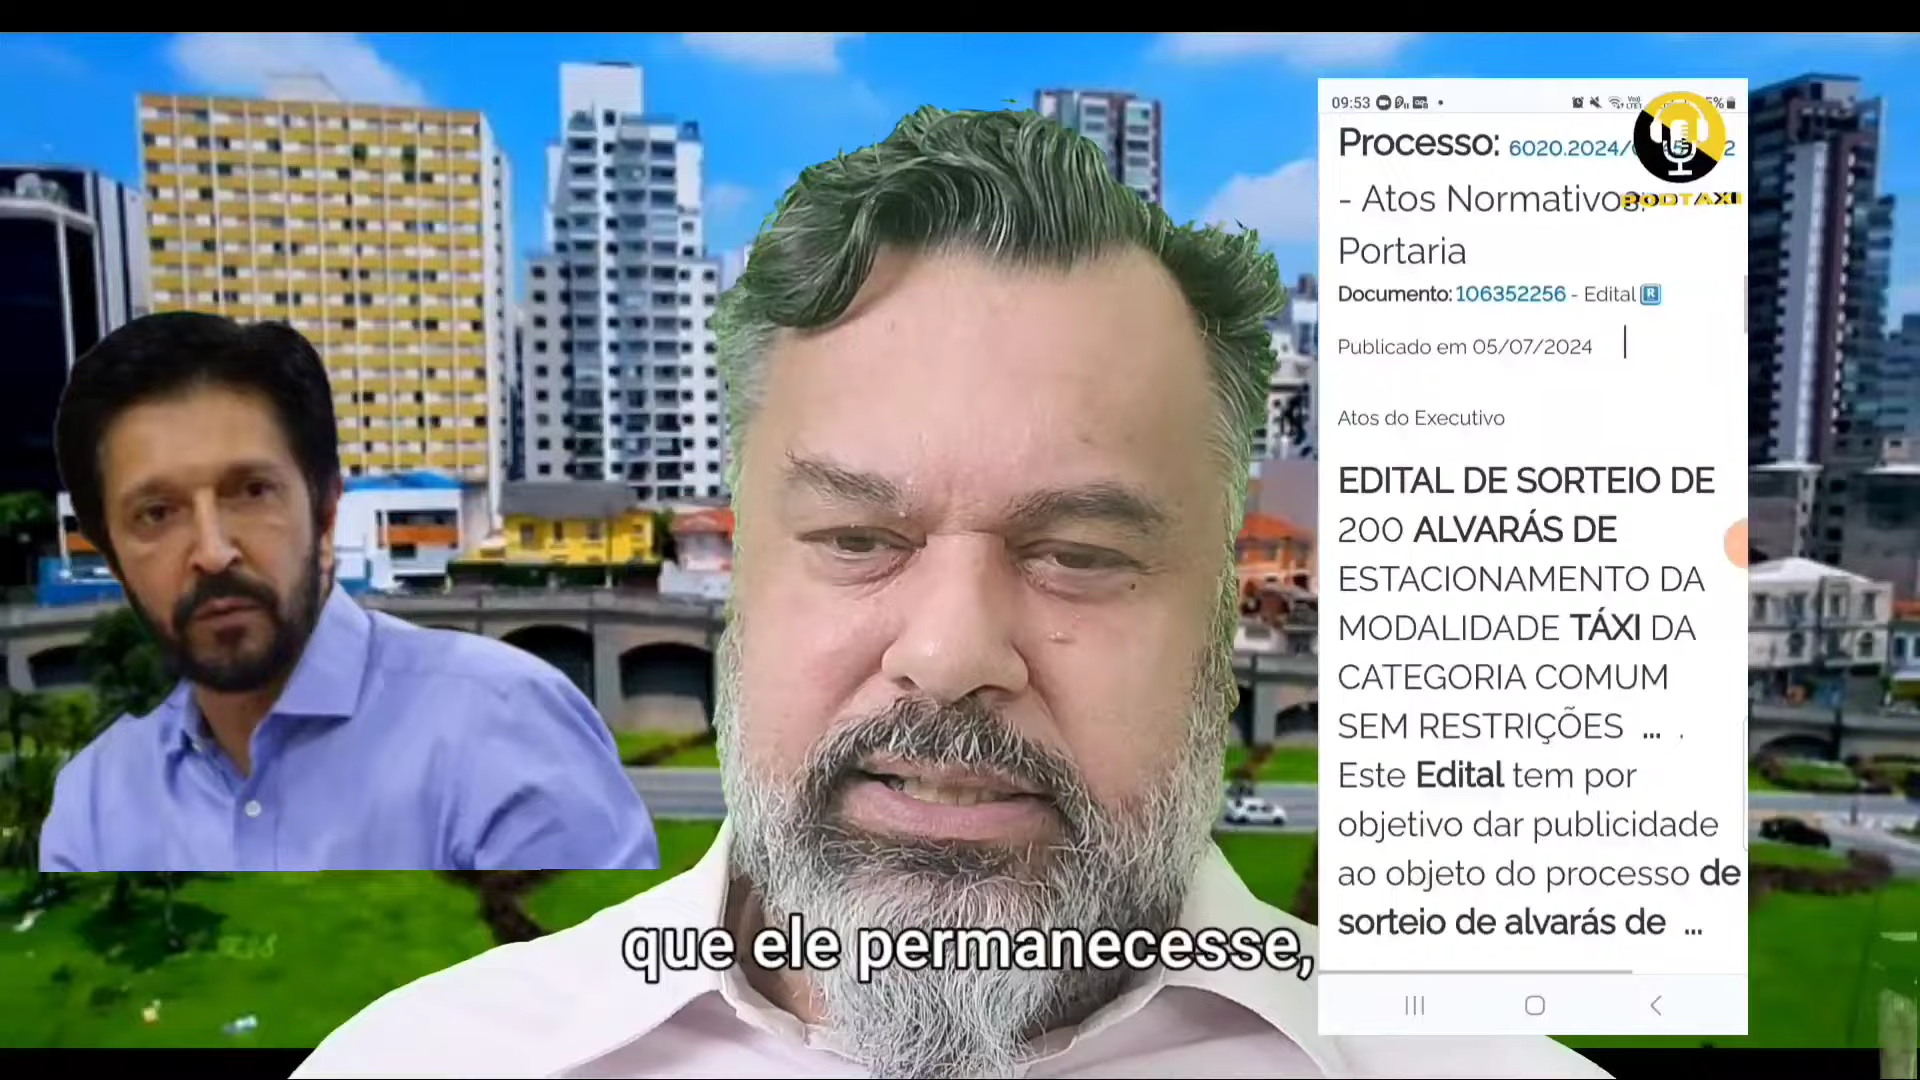 09:53
Processo: 6020.2024/
- Atos Normativos:
PODTAXI
Portaria
Documento: 106352256 - Edital R
Publicado em 05/07/2024
Atos do Executivo
EDITAL DE SORTEIO DE
200 ALVARÁS DE
ESTACIONAMENTO DA
MODALIDADE TÁXI DA
CATEGORIA COMUM
SEM RESTRIÇÕES ... .
Este Edital tem por
objetivo dar publicidade
ao objeto do processo de
sorteio de alvarás de ...
que ele permanecesse,